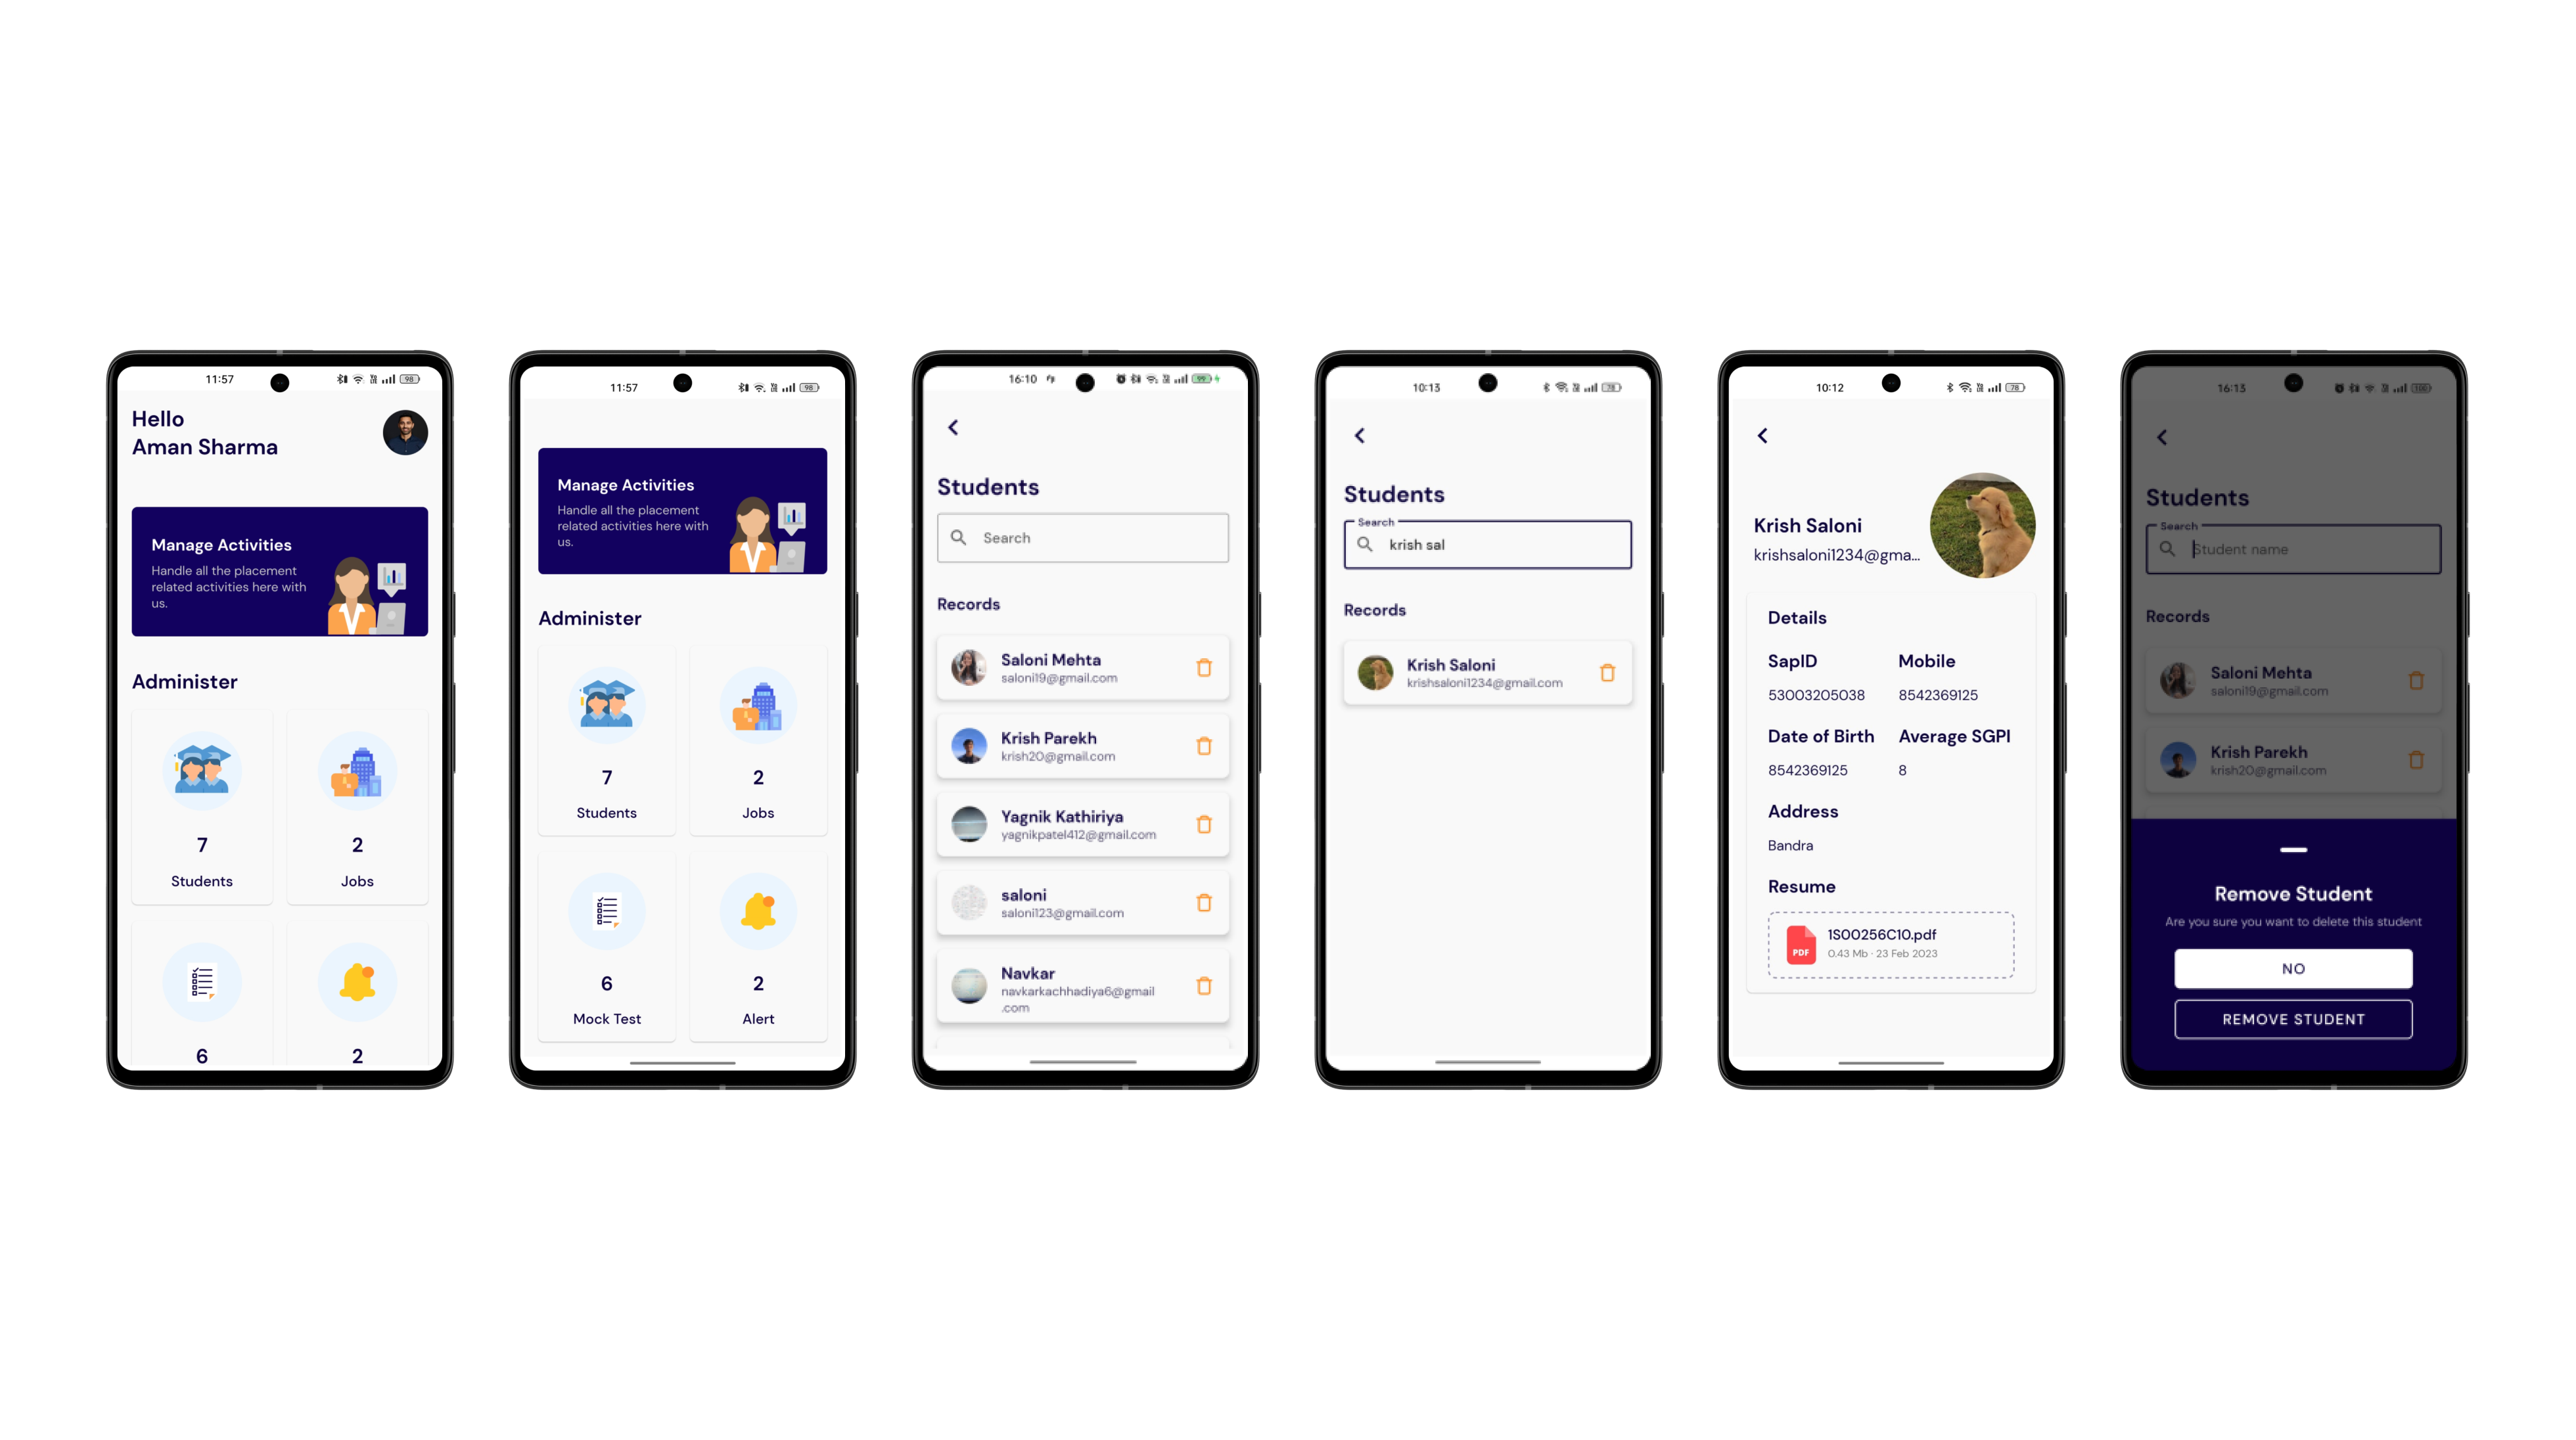 11:57
98
Hello
Aman Sharma
Manage Activities
Handle all the placement
related activities here with
us.
Administer
7
Students
2
Jobs
6
2
11:57
98
Manage Activities
Handle all the placement
related activities here with
us.
Administer
7
Students
2
Jobs
6
Mock Test
2
Alert
16:10
99
Students
Search
Records
Saloni Mehta
saloni19@gmail.com
Krish Parekh
krish20@gmail.com
Yagnik Kathiriya
yagnikpatel412@gmail.com
saloni
saloni123@gmail.com
Navkar
navkarkachhadiya6@gmail
.com
10:13
78
Students
Search
krish sal
Records
Krish Saloni
krishsaloni1234@gmail.com
10:12
78
Krish Saloni
krishsaloni1234@gma...
Details
SapID
53003205038
Mobile
8542369125
Date of Birth
8542369125
Average SGPI
8
Address
Bandra
Resume
PDF
1S00256C10.pdf
0.43 Mb · 23 Feb 2023
16:13
100
Students
Search
Student name
Records
Saloni Mehta
saloni19@gmail.com
Krish Parekh
krish20@gmail.com
Remove Student
Are you sure you want to delete this student
NO
REMOVE STUDENT